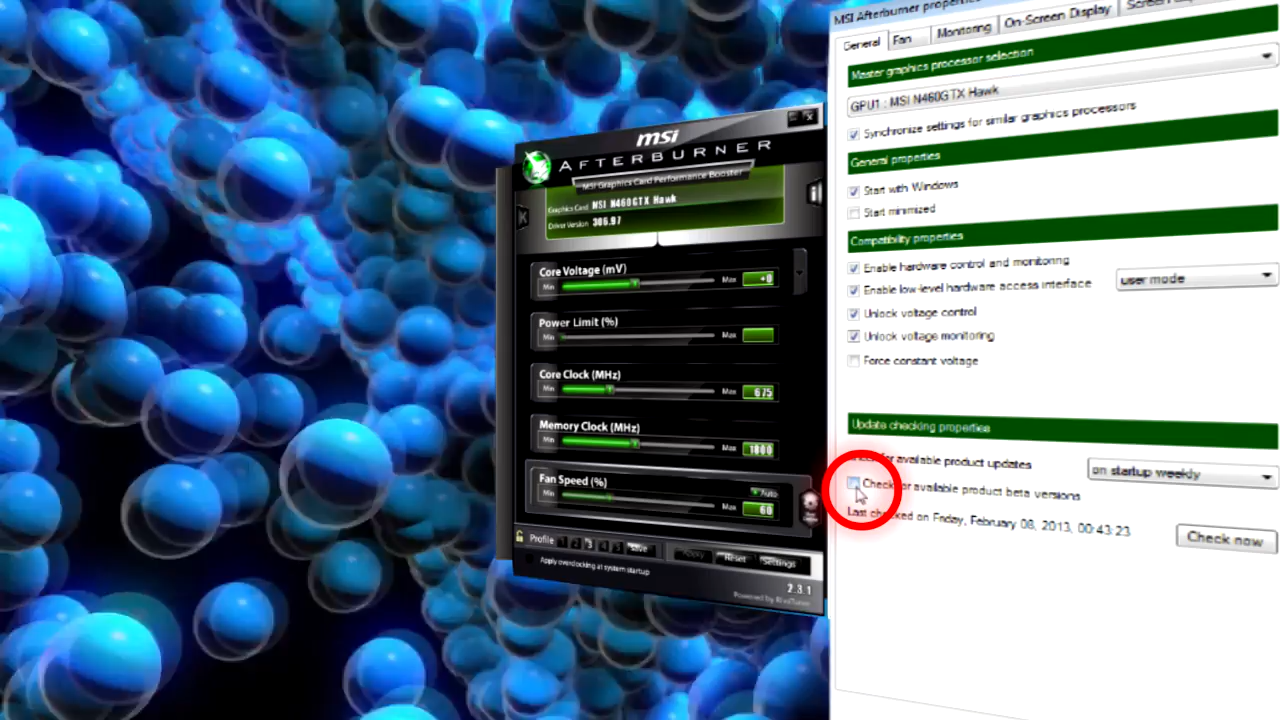 msi
AFTERBURNER
MSI Graphics Card Performance Booster
Graphics Card MSI N460GTX Hawk
Driver Version 306.97
Core Voltage (mV)
Min Max +0
Power Limit (%)
Min Max
Core Clock (MHz)
Min Max 675
Memory Clock (MHz)
Min Max 1800
Fan Speed (%)
Auto
Min Max 60
Profile 1 2 3 4 5 Save Apply Reset Settings
Apply overclocking at system startup
2.3.1
Powered by RivaTuner
MSI Afterburner properties
General Fan Monitoring On-Screen Display
Master graphics processor selection
GPU1 : MSI N460GTX Hawk
Synchronize settings for similar graphics processors
General properties
Start with Windows
Start minimized
Compatibility properties
Enable hardware control and monitoring
Enable low-level hardware access interface user mode
Unlock voltage control
Unlock voltage monitoring
Force constant voltage
Update checking properties
for available product updates on startup weekly
Check for available product beta versions
Last checked on Friday, February 08, 2013, 00:43:23
Check now